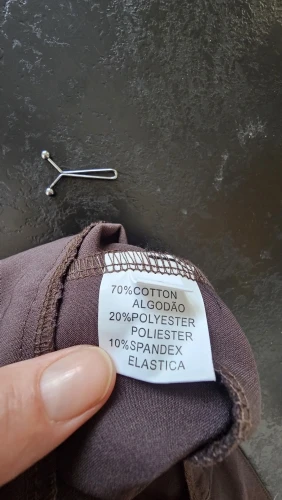 70%COTTON
ALGODÃO
20%POLYESTER
POLIESTER
10%SPANDEX
ELASTICA